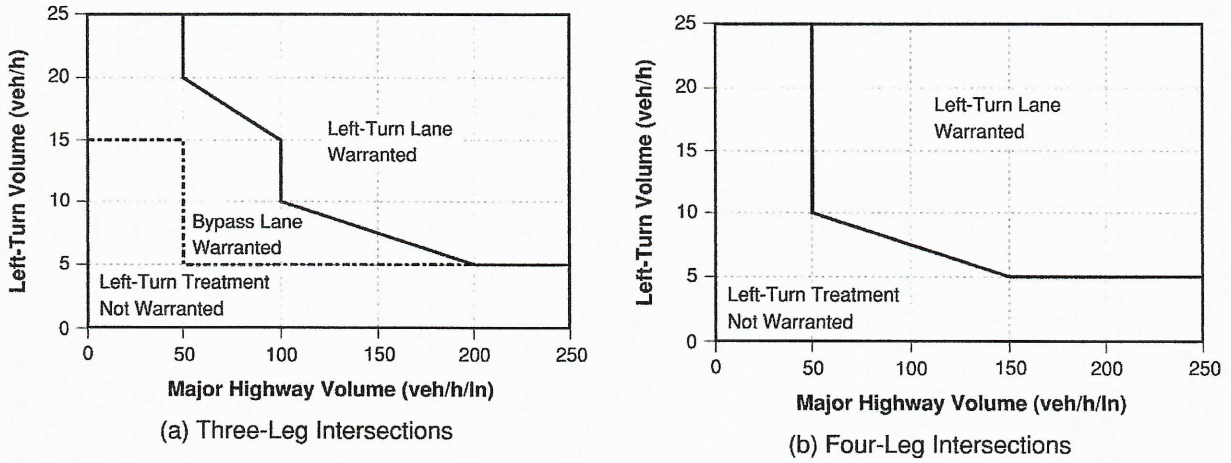 Left-Turn Volume (veh/h)
25
20
15
10
5
0
Left-Turn Lane
Warranted
Bypass Lane
Warranted
Left-Turn Treatment
Not Warranted
0 50 100 150 200 250
Major Highway Volume (veh/h/ln)
(a) Three-Leg Intersections
Left-Turn Volume (veh/h)
25
20
15
10
5
0
Left-Turn Lane
Warranted
Left-Turn Treatment
Not Warranted
0 50 100 150 200 250
Major Highway Volume (veh/h/ln)
(b) Four-Leg Intersections